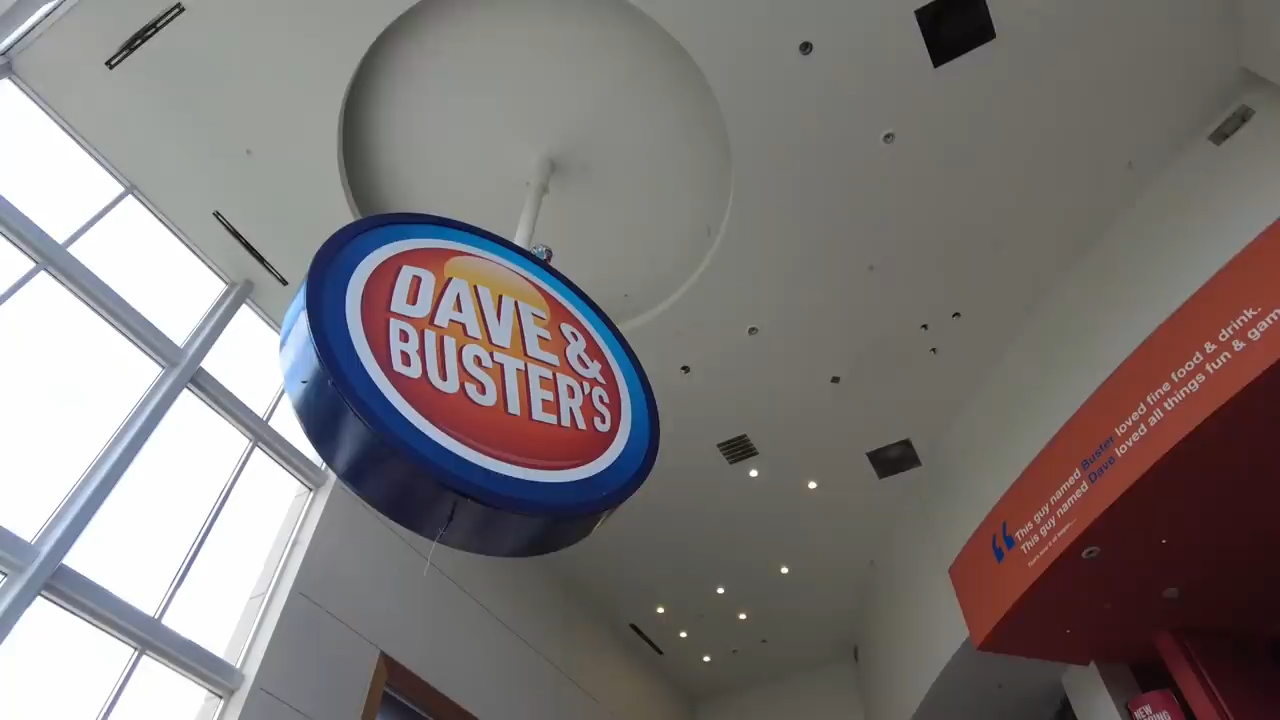 DAVE &
BUSTER'S
“This guy named Buster loved fine food & drink.
This guy named Dave loved all things fun & gam
NEW